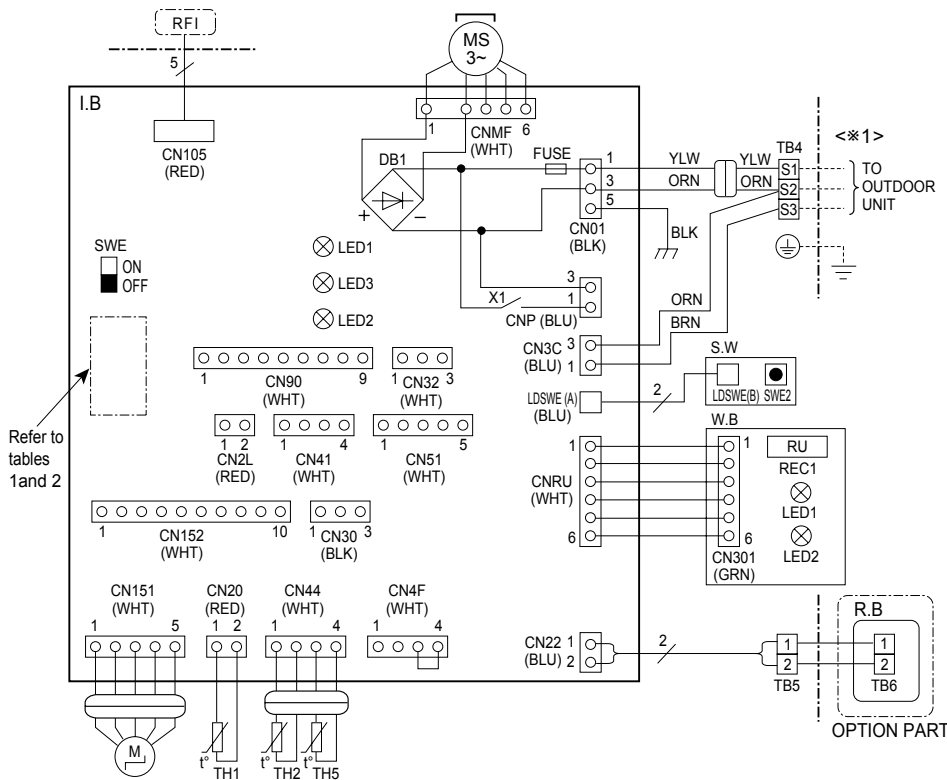 RFI
5
I.B
CN105
(RED)
MS
3~
1 6
CNMF
(WHT)
DB1
+ −
FUSE
1
3
5
CN01
(BLK)
YLW
ORN
BLK
YLW
ORN
TB4
S1
S2
S3
<※1>
TO
OUTDOOR
UNIT
SWE
ON
OFF
LED1
LED3
LED2
X1
3
1
CNP (BLU)
ORN
BRN
CN3C
(BLU)
3
1
LDSWE (A)
(BLU)
2
S.W
LDSWE(B) SWE2
1 9
CN90
(WHT)
1 3
CN32
(WHT)
Refer to
tables
1and 2
1 2
CN2L
(RED)
1 4
CN41
(WHT)
1 5
CN51
(WHT)
1
CNRU
(WHT)
6
W.B
1
RU
REC1
LED1
LED2
6
CN301
(GRN)
1 10
CN152
(WHT)
1 3
CN30
(BLK)
CN151
(WHT)
1 5
CN20
(RED)
1 2
CN44
(WHT)
1 4
CN4F
(WHT)
1 4
CN22
(BLU)
1
2
2
1
2
TB5
R.B
1
2
TB6
OPTION PART
M
t° TH1
t° TH2
t° TH5